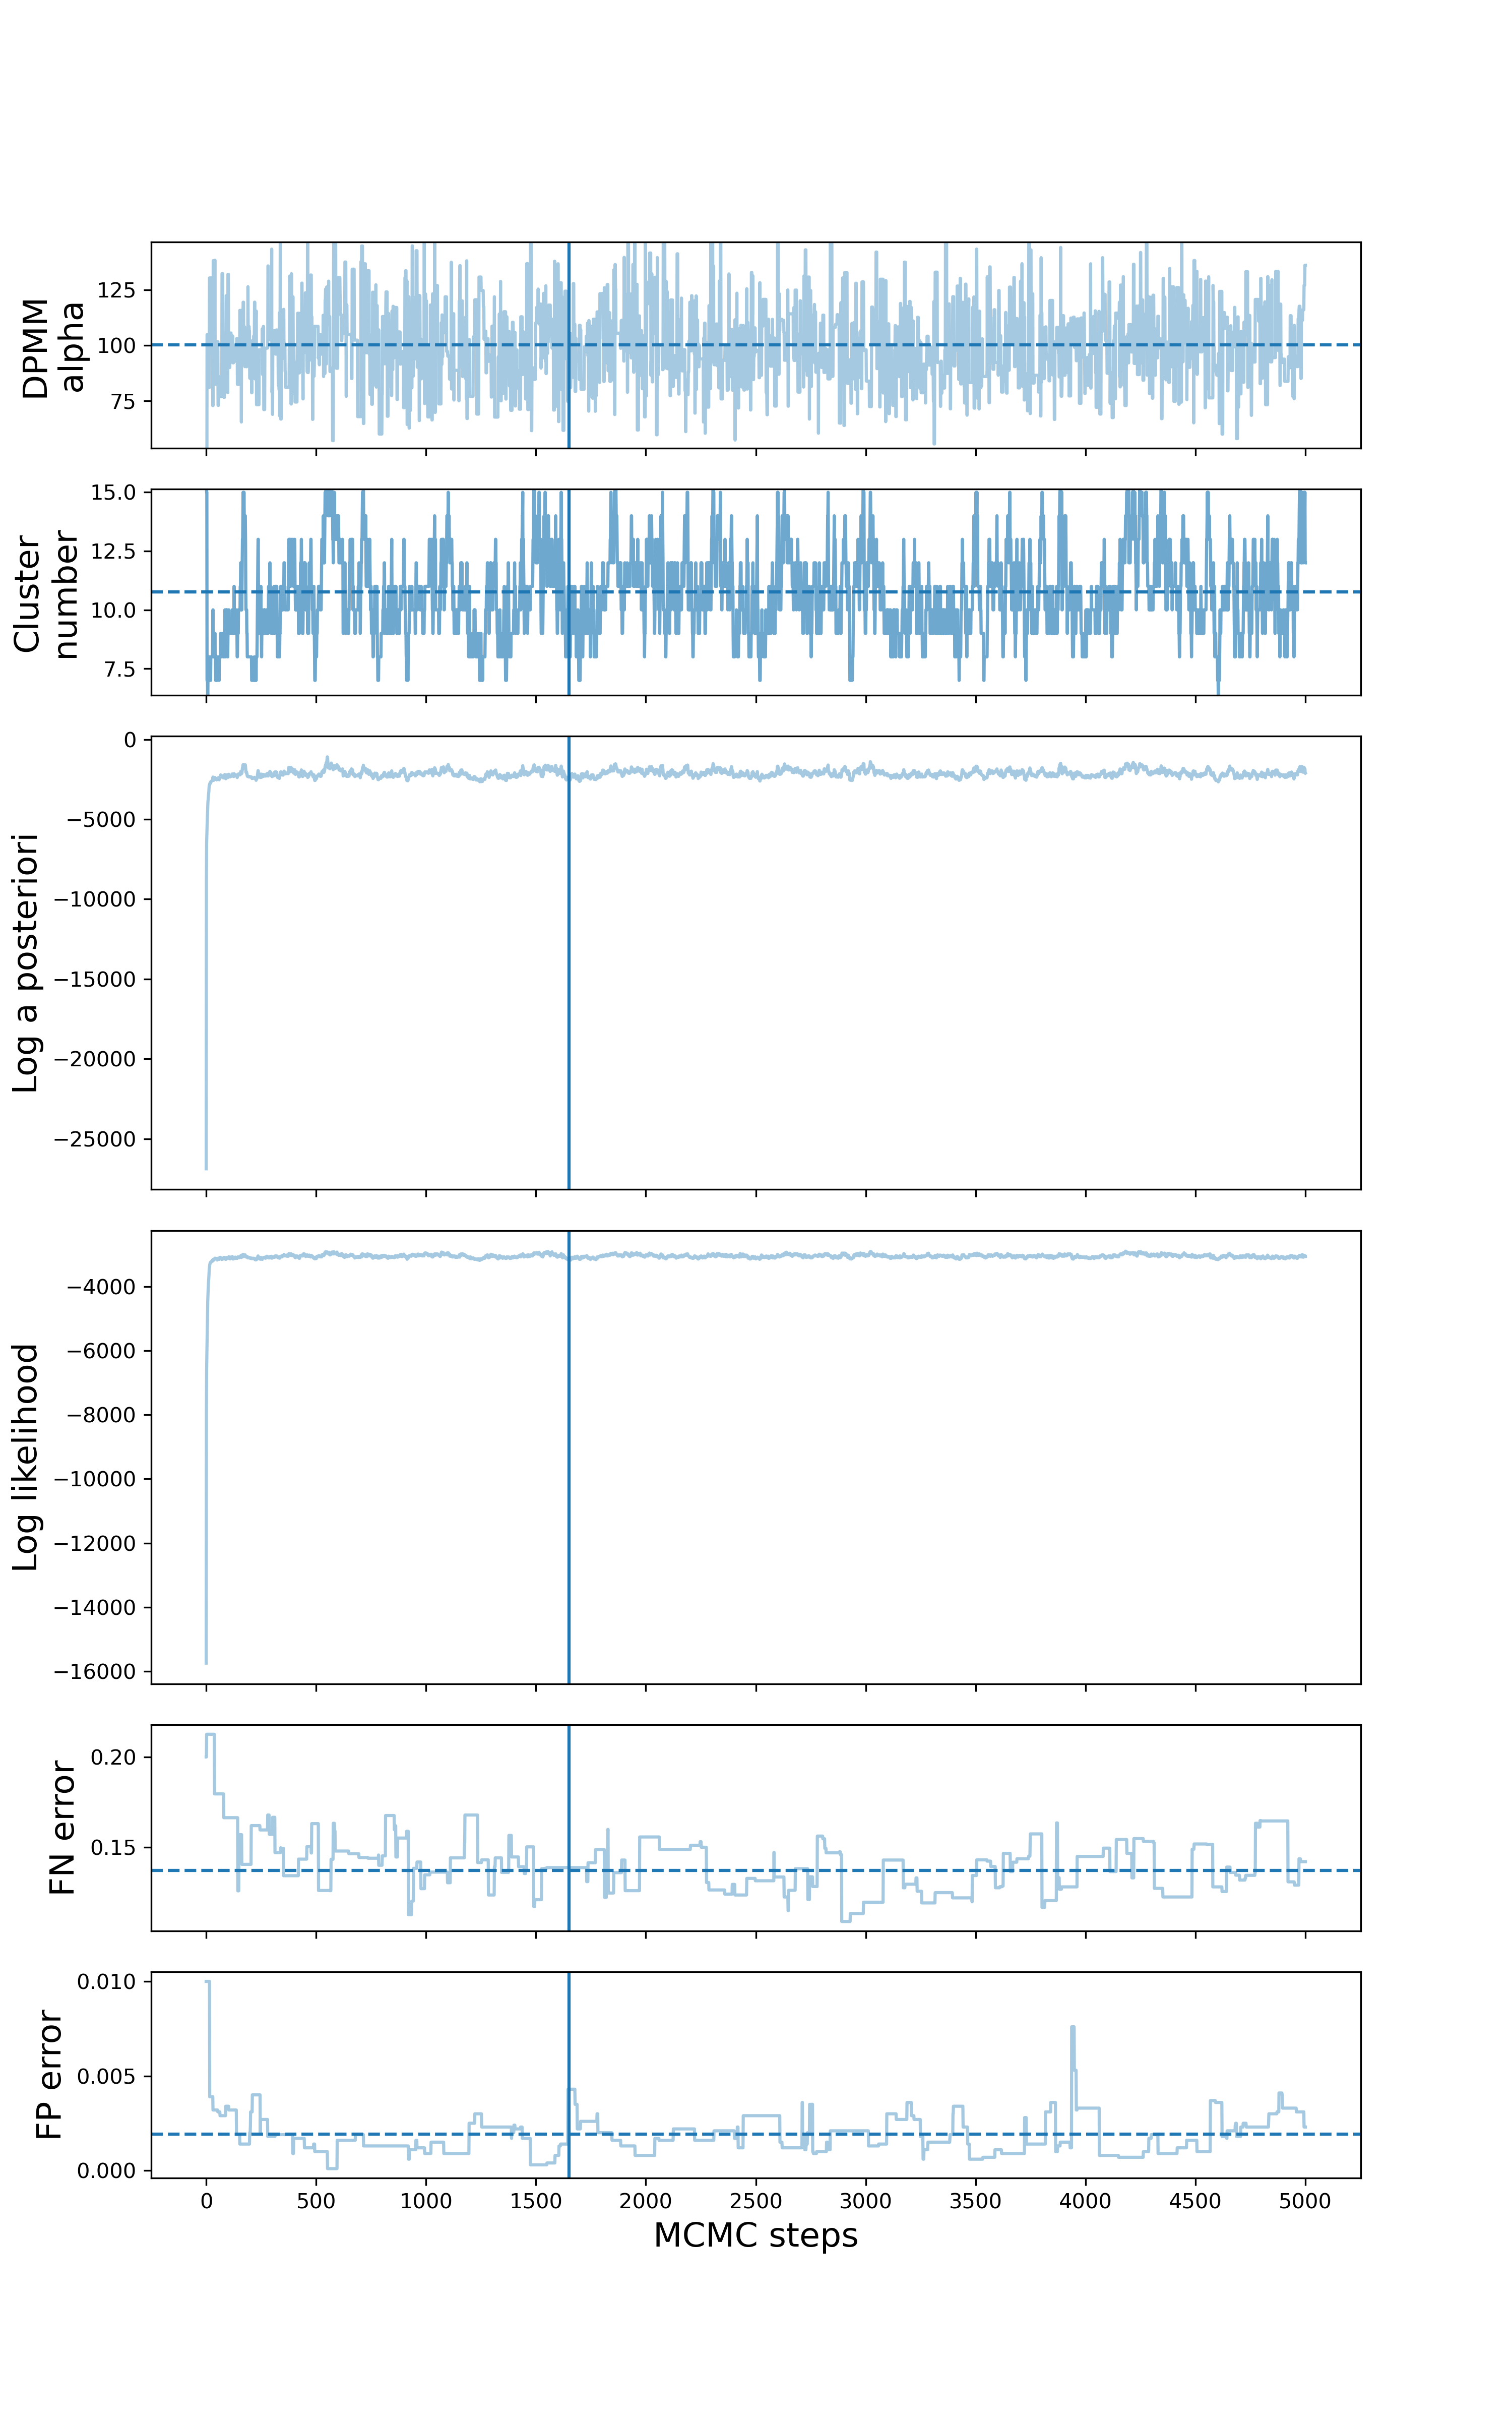 DPMM
alpha
125
100
75
Cluster
number
15.0
12.5
10.0
7.5
Log a posteriori
0
−5000
−10000
−15000
−20000
−25000
Log likelihood
−4000
−6000
−8000
−10000
−12000
−14000
−16000
FN error
0.20
0.15
FP error
0.010
0.005
0.000
0 500 1000 1500 2000 2500 3000 3500 4000 4500 5000
MCMC steps